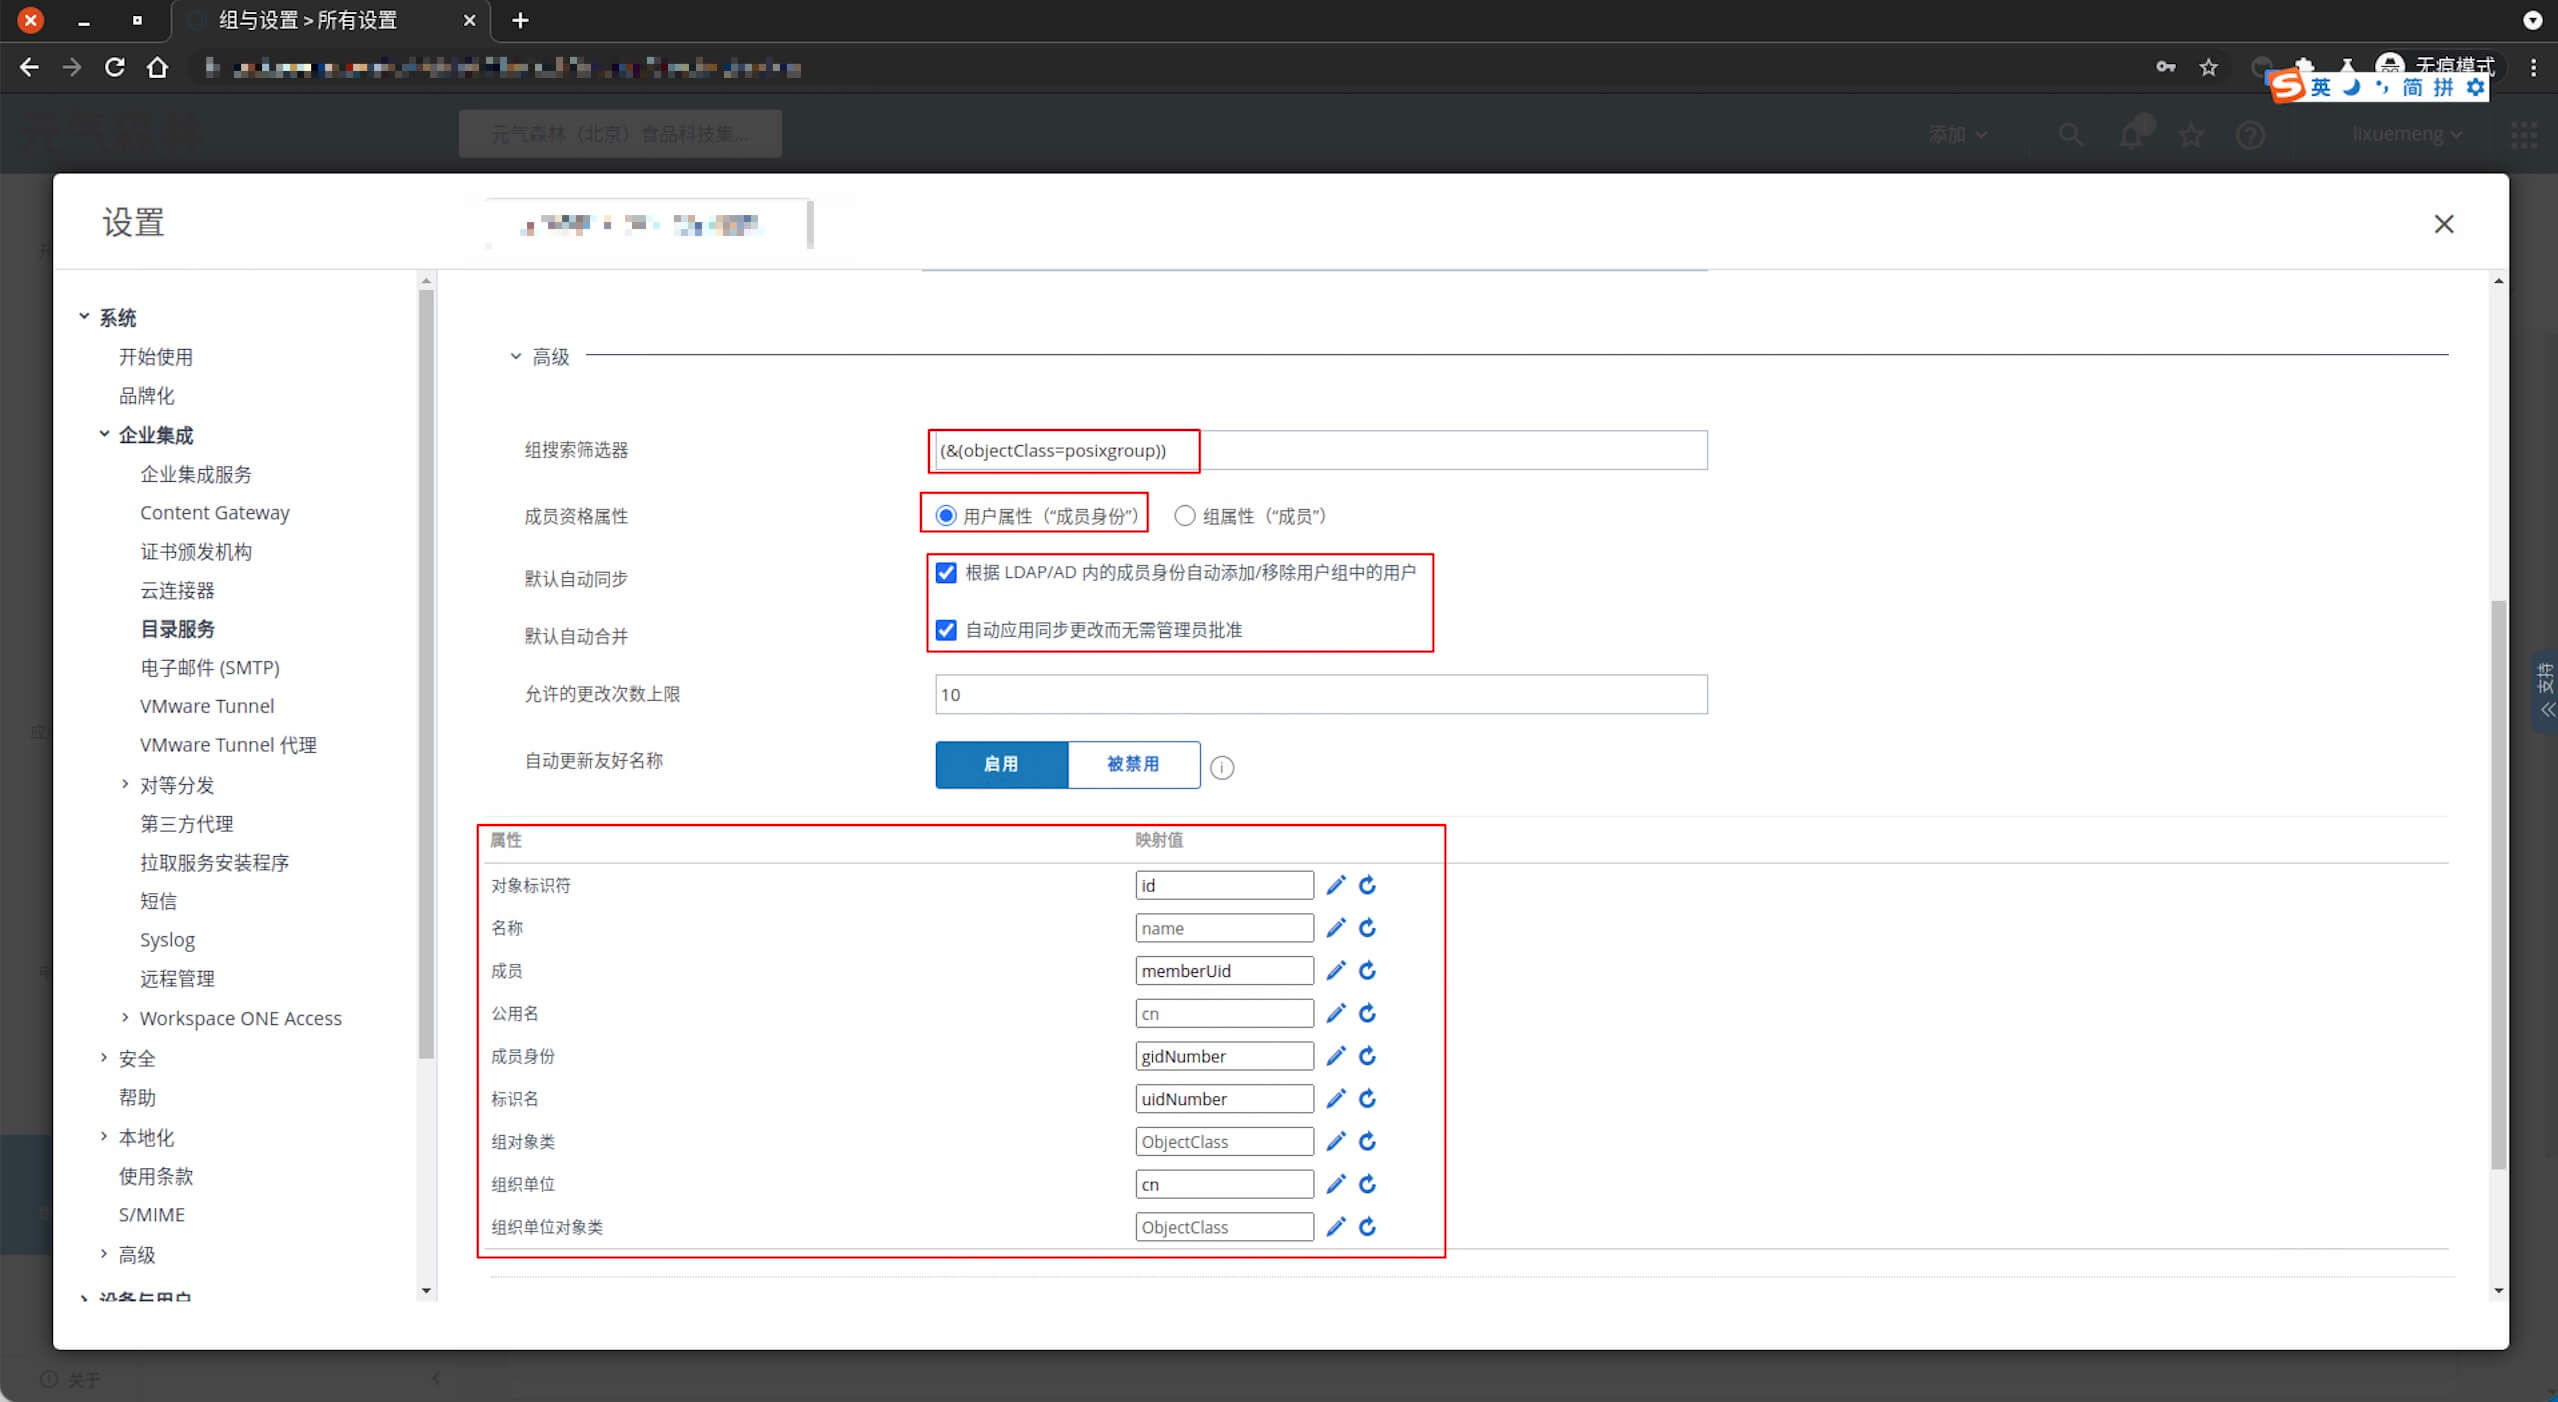 组与设置 > 所有设置
无痕模式
英 简 拼
元气森林
元气森林（北京）食品科技集...
添加
lixuemeng
设置
系统
开始使用
品牌化
企业集成
企业集成服务
Content Gateway
证书颁发机构
云连接器
目录服务
电子邮件 (SMTP)
VMware Tunnel
VMware Tunnel 代理
对等分发
第三方代理
拉取服务安装程序
短信
Syslog
远程管理
Workspace ONE Access
安全
帮助
本地化
使用条款
S/MIME
高级
设备与用户
高级
组搜索筛选器 (&(objectClass=posixgroup))
成员资格属性 用户属性（“成员身份”） 组属性（“成员”）
默认自动同步 根据 LDAP/AD 内的成员身份自动添加/移除用户组中的用户
默认自动合并 自动应用同步更改而无需管理员批准
允许的更改次数上限 10
自动更新友好名称 启用 被禁用
属性 映射值
对象标识符 id
名称 name
成员 memberUid
公用名 cn
成员身份 gidNumber
标识名 uidNumber
组对象类 ObjectClass
组织单位 cn
组织单位对象类 ObjectClass
支持
关于